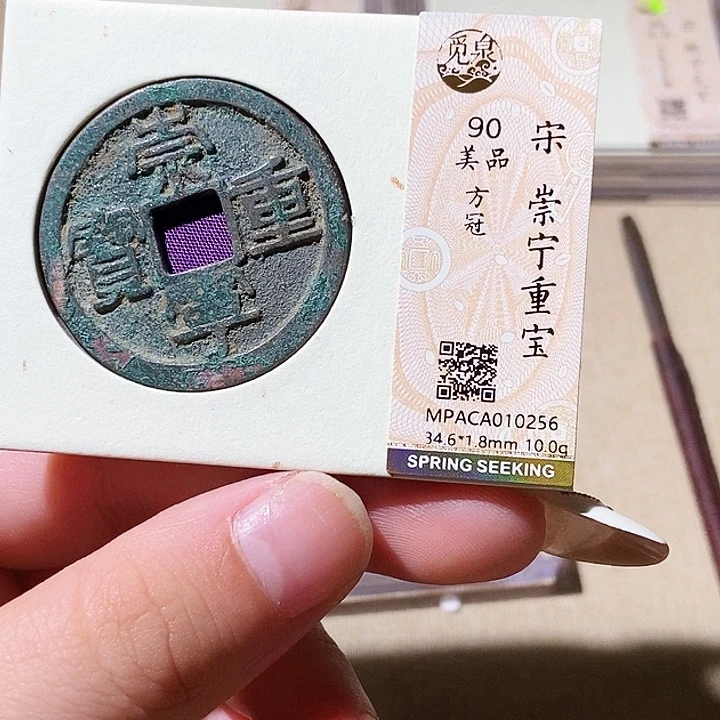 崇
重
寧
寶
觅泉
90
美品
方冠
宋
崇宁重宝
MPACA010256
34.6*1.8mm 10.0g
SPRING SEEKING